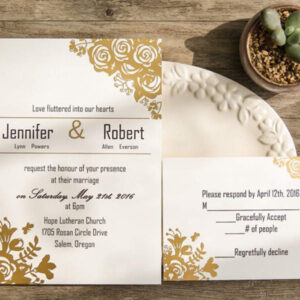 Love fluttered into our hearts
Jennifer & Robert
Lynn Powers Allen Everson
request the honour of your presence
at their marriage
on Saturday, May 21th 2016
at 6pm
Hope Lutheran Church
1705 Rosan Circle Drive
Salem, Oregon
Please respond by April 12th, 2016
M
Gracefully Accept
# of people
Regretfully decline